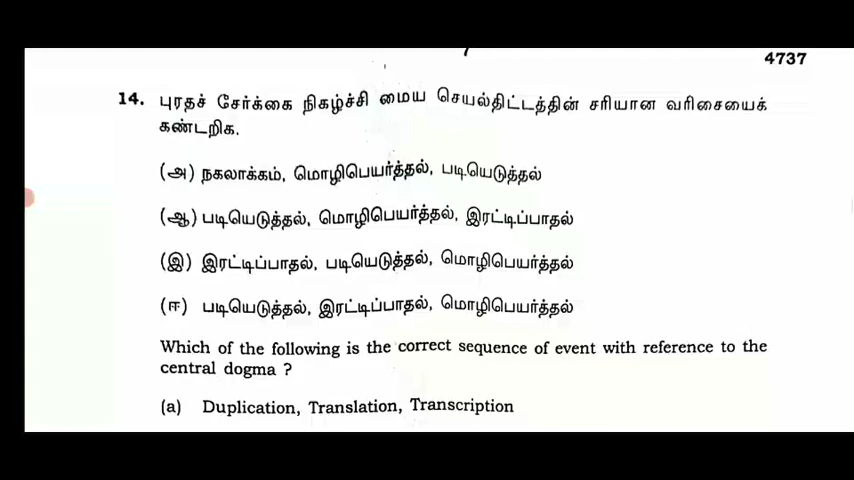 7
4737
14. புரதச் சேர்க்கை நிகழ்ச்சி மைய செயல்திட்டத்தின் சரியான வரிசையைக்
கண்டறிக.
(அ) நகலாக்கம், மொழிபெயர்த்தல், படியெடுத்தல்
(ஆ) படியெடுத்தல், மொழிபெயர்த்தல், இரட்டிப்பாதல்
(இ) இரட்டிப்பாதல், படியெடுத்தல், மொழிபெயர்த்தல்
(ஈ) படியெடுத்தல், இரட்டிப்பாதல், மொழிபெயர்த்தல்
Which of the following is the correct sequence of event with reference to the
central dogma ?
(a) Duplication, Translation, Transcription